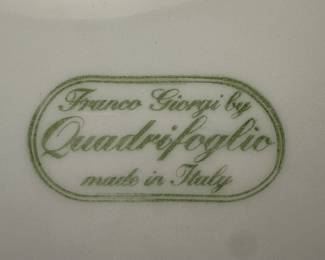 Franco Giorgi by
Quadrifoglio
made in Italy